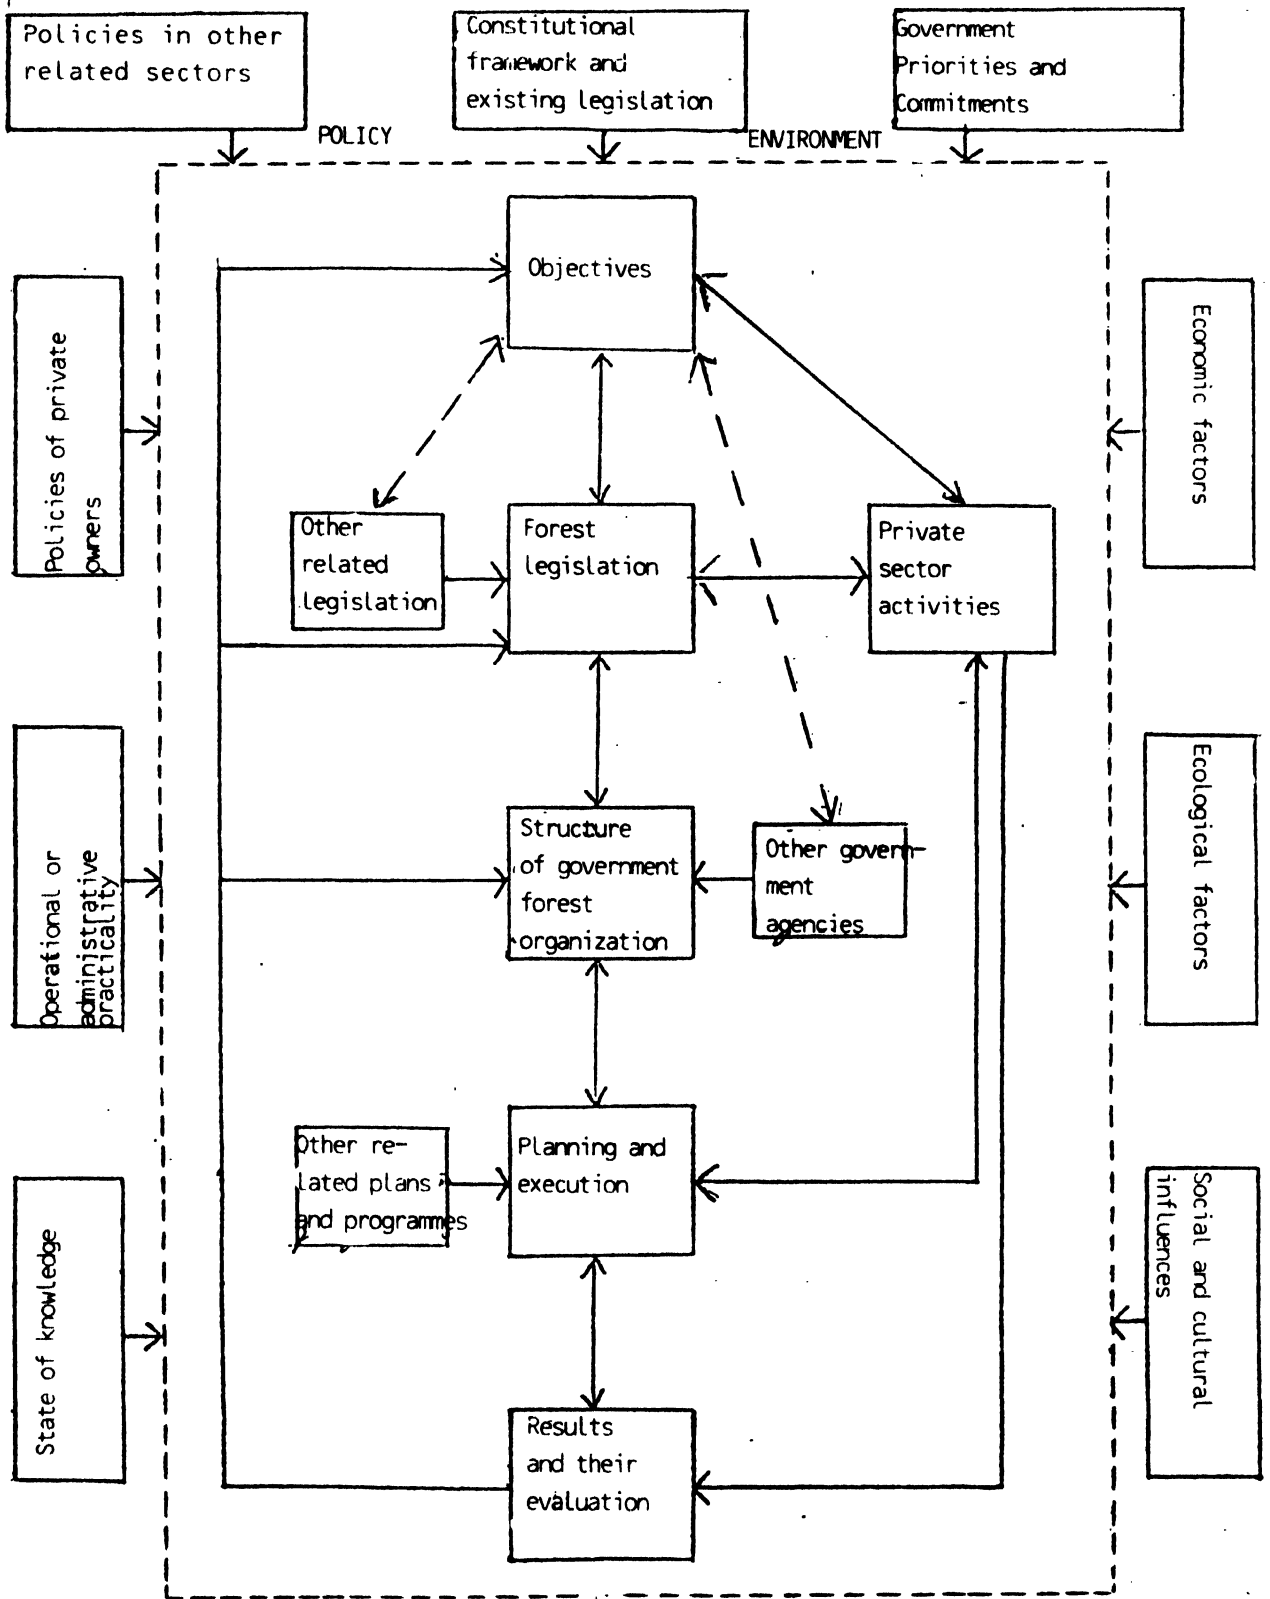 Policies in other
related sectors
Constitutional
framework and
existing legislation
Government
Priorities and
Commitments
POLICY
ENVIRONMENT
Objectives
Policies of private
owners
Economic factors
Other
related
legislation
Forest
legislation
Private
sector
activities
Operational or
administrative
practicality
Structure
of government
forest
organization
Other govern-
ment
agencies
Ecological factors
Other re-
lated plans
and programmes
Planning and
execution
State of knowledge
Social and cultural
influences
Results
and their
evaluation